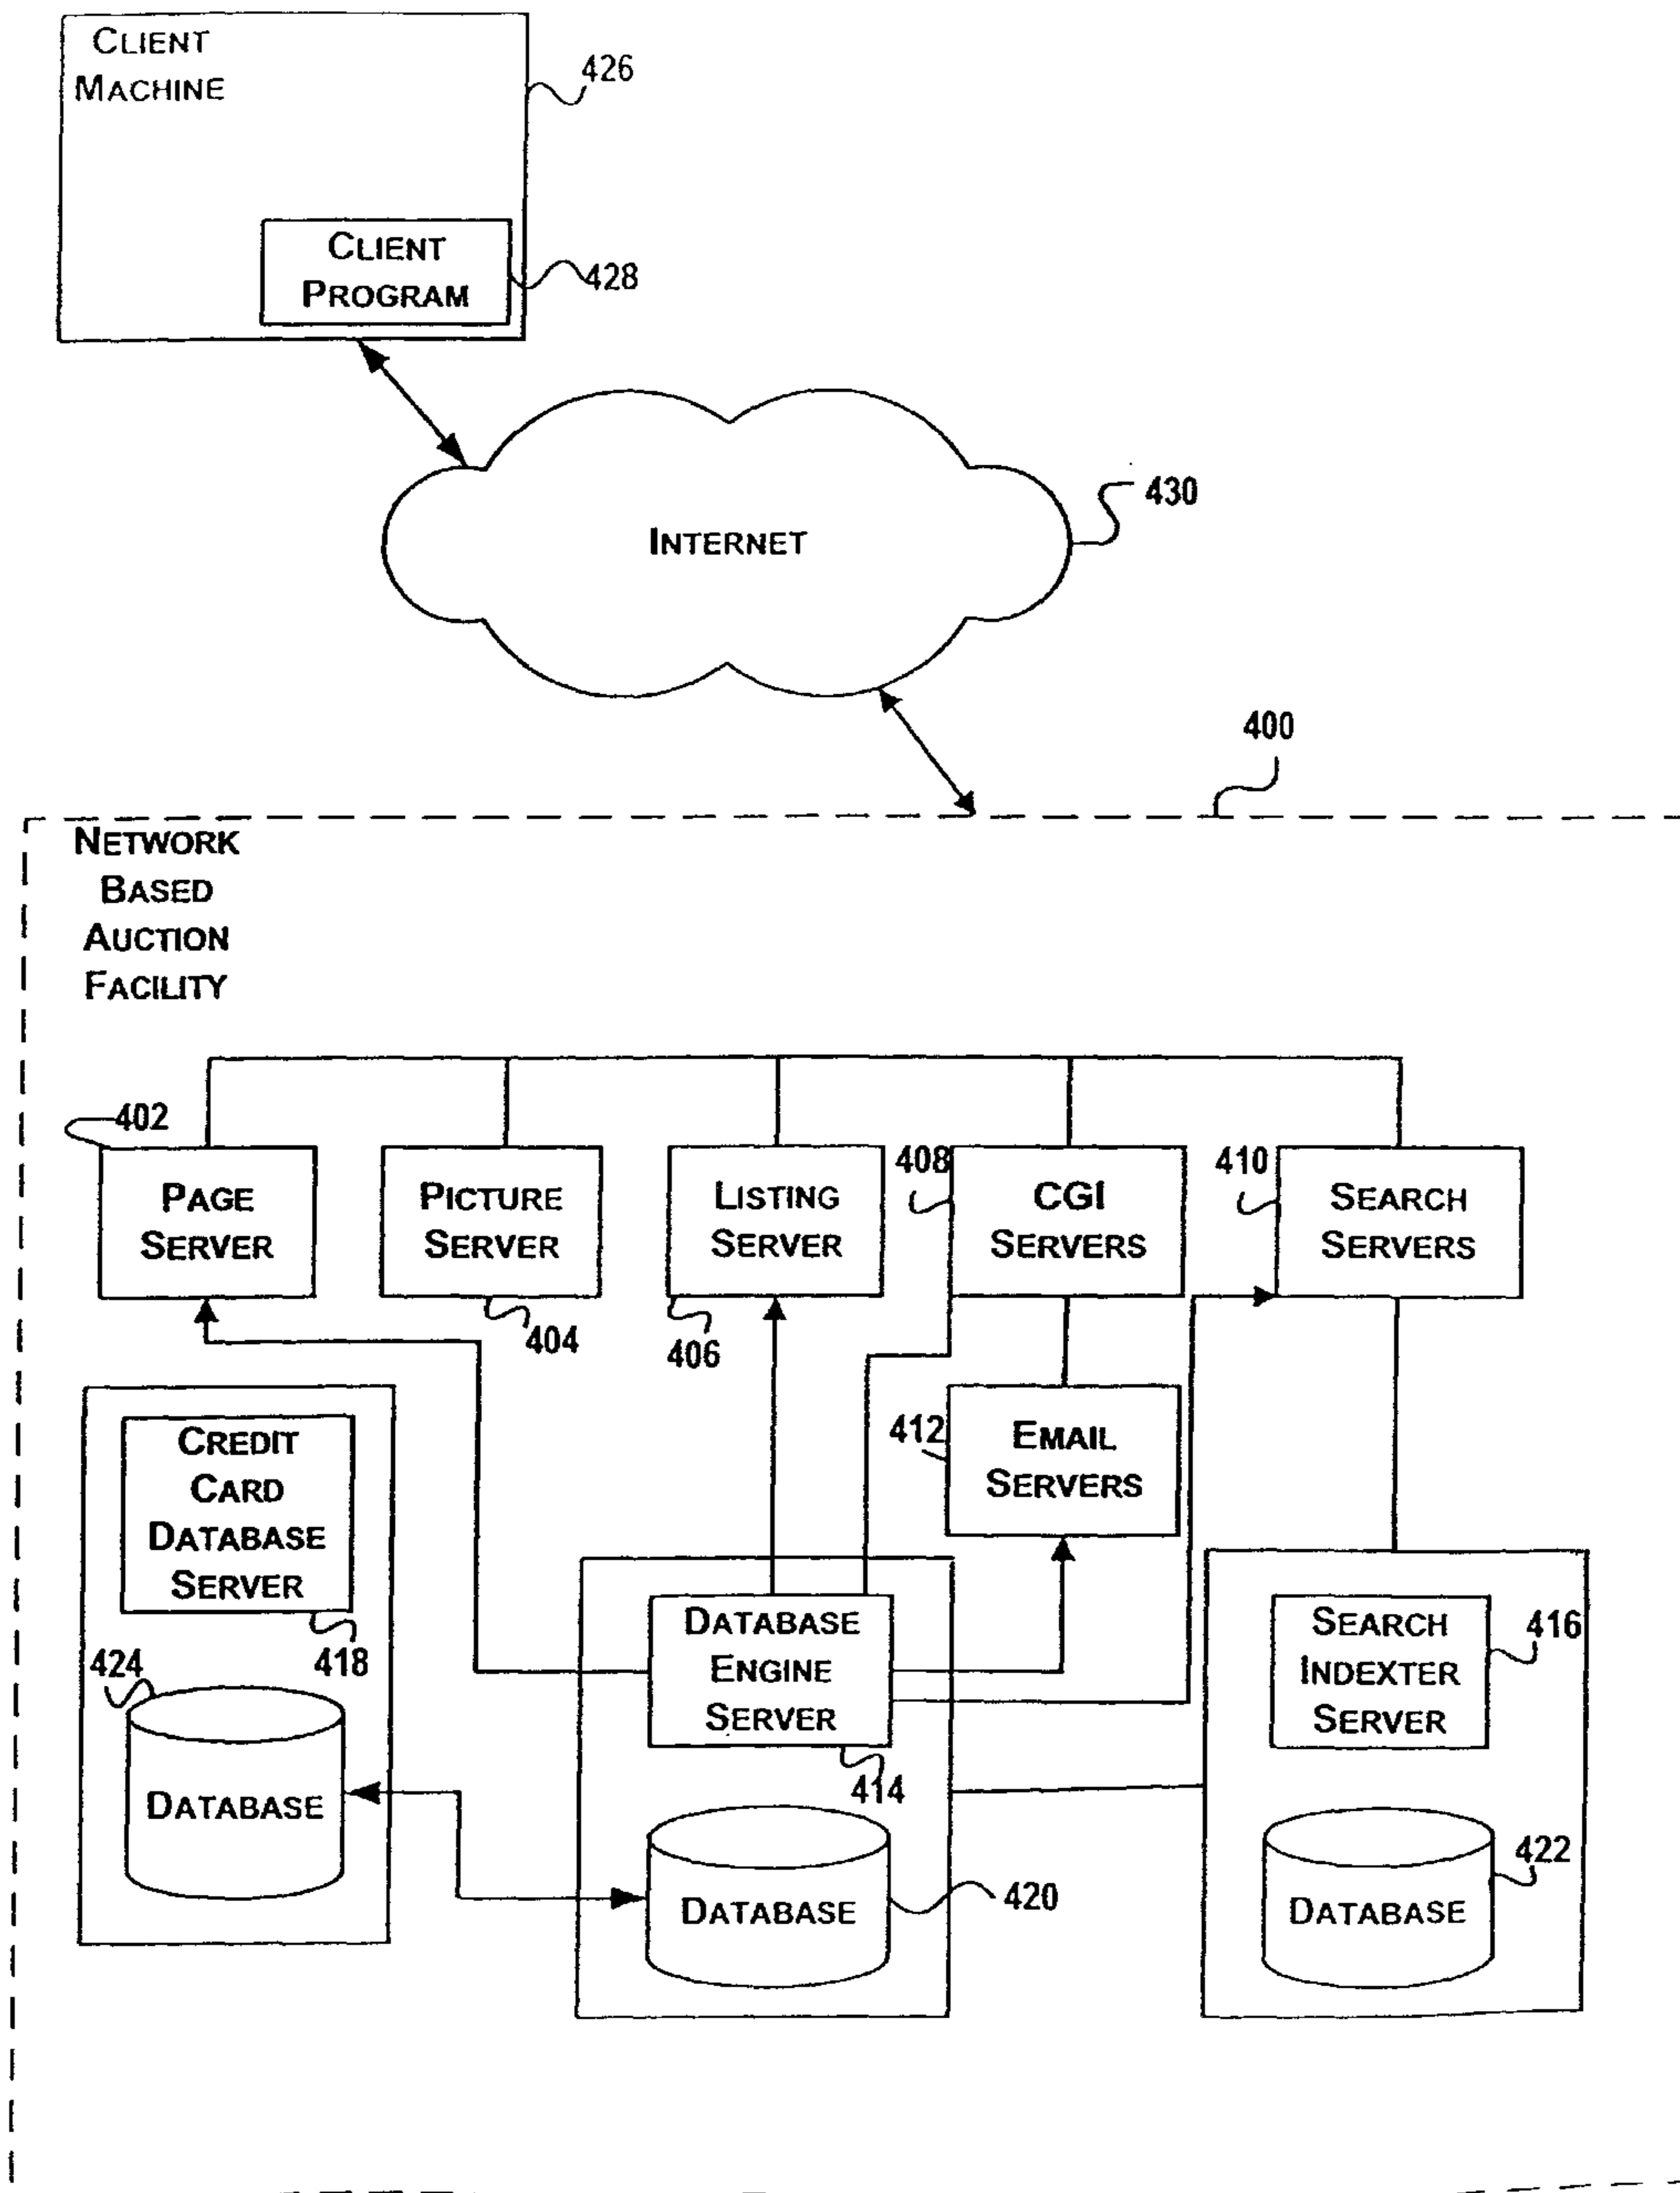 CLIENT
MACHINE
426
CLIENT
PROGRAM
428
INTERNET
430
400
NETWORK
BASED
AUCTION
FACILITY
402
PAGE
SERVER
PICTURE
SERVER
404
LISTING
SERVER
406
408
CGI
SERVERS
410
SEARCH
SERVERS
412
EMAIL
SERVERS
CREDIT
CARD
DATABASE
SERVER
418
424
DATABASE
DATABASE
ENGINE
SERVER
414
DATABASE
420
SEARCH
INDEXTER
SERVER
416
DATABASE
422